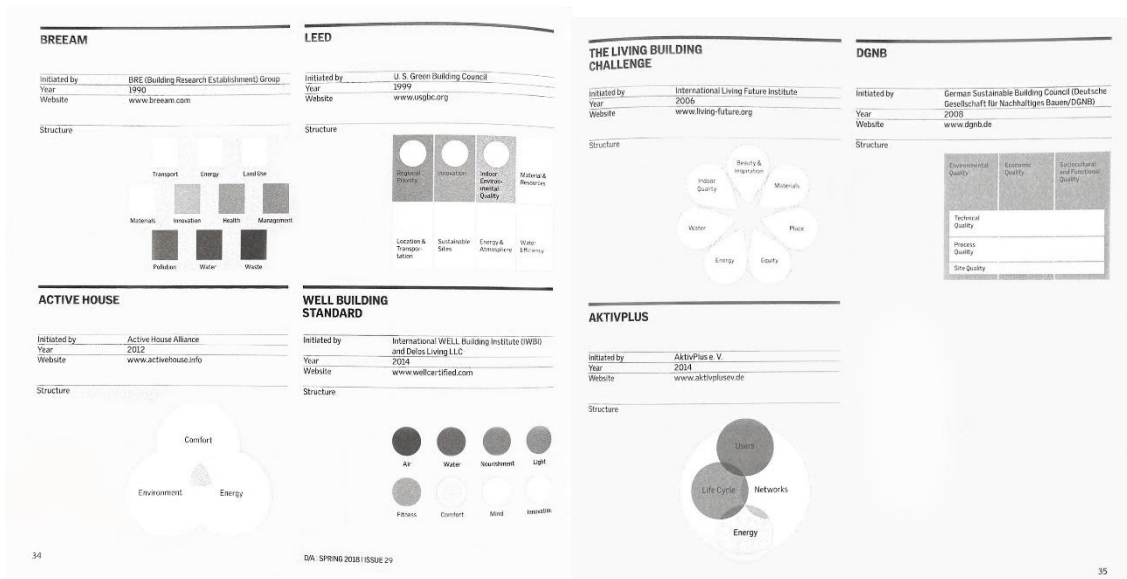 BREEAM
Initiated by BRE (Building Research Establishment) Group
Year 1990
Website www.breeam.com
Structure
Transport Energy Land Use
Materials Innovation Health Management
Pollution Water Waste
LEED
Initiated by U. S. Green Building Council
Year 1999
Website www.usgbc.org
Structure
Regional
Priority
Innovation
Indoor
Environ-
mental
Quality
Material &
Resources
Location &
Transpor-
tation
Sustainable
Sites
Energy &
Atmosphere
Water
Efficiency
ACTIVE HOUSE
Initiated by Active House Alliance
Year 2012
Website www.activehouse.info
Structure
Comfort
Environment Energy
WELL BUILDING
STANDARD
Initiated by International WELL Building Institute (IWBI)
and Delos Living LLC
Year 2014
Website www.wellcertified.com
Structure
Air Water Nourishment Light
Fitness Comfort Mind Innovation
34
D/A SPRING 2018 | ISSUE 29
THE LIVING BUILDING
CHALLENGE
Initiated by International Living Future Institute
Year 2006
Website www.living-future.org
Structure
Beauty &
Inspiration
Indoor
Quality
Materials
Water
Place
Energy
Equity
DGNB
Initiated by German Sustainable Building Council (Deutsche
Gesellschaft für Nachhaltiges Bauen/DGNB)
Year 2008
Website www.dgnb.de
Structure
Environmental
Quality
Economic
Quality
Sociocultural
and Functional
Quality
Technical
Quality
Process
Quality
Site Quality
AKTIVPLUS
Initiated by AktivPlus e. V.
Year 2014
Website www.aktivplusev.de
Structure
Users
Life Cycle Networks
Energy
35